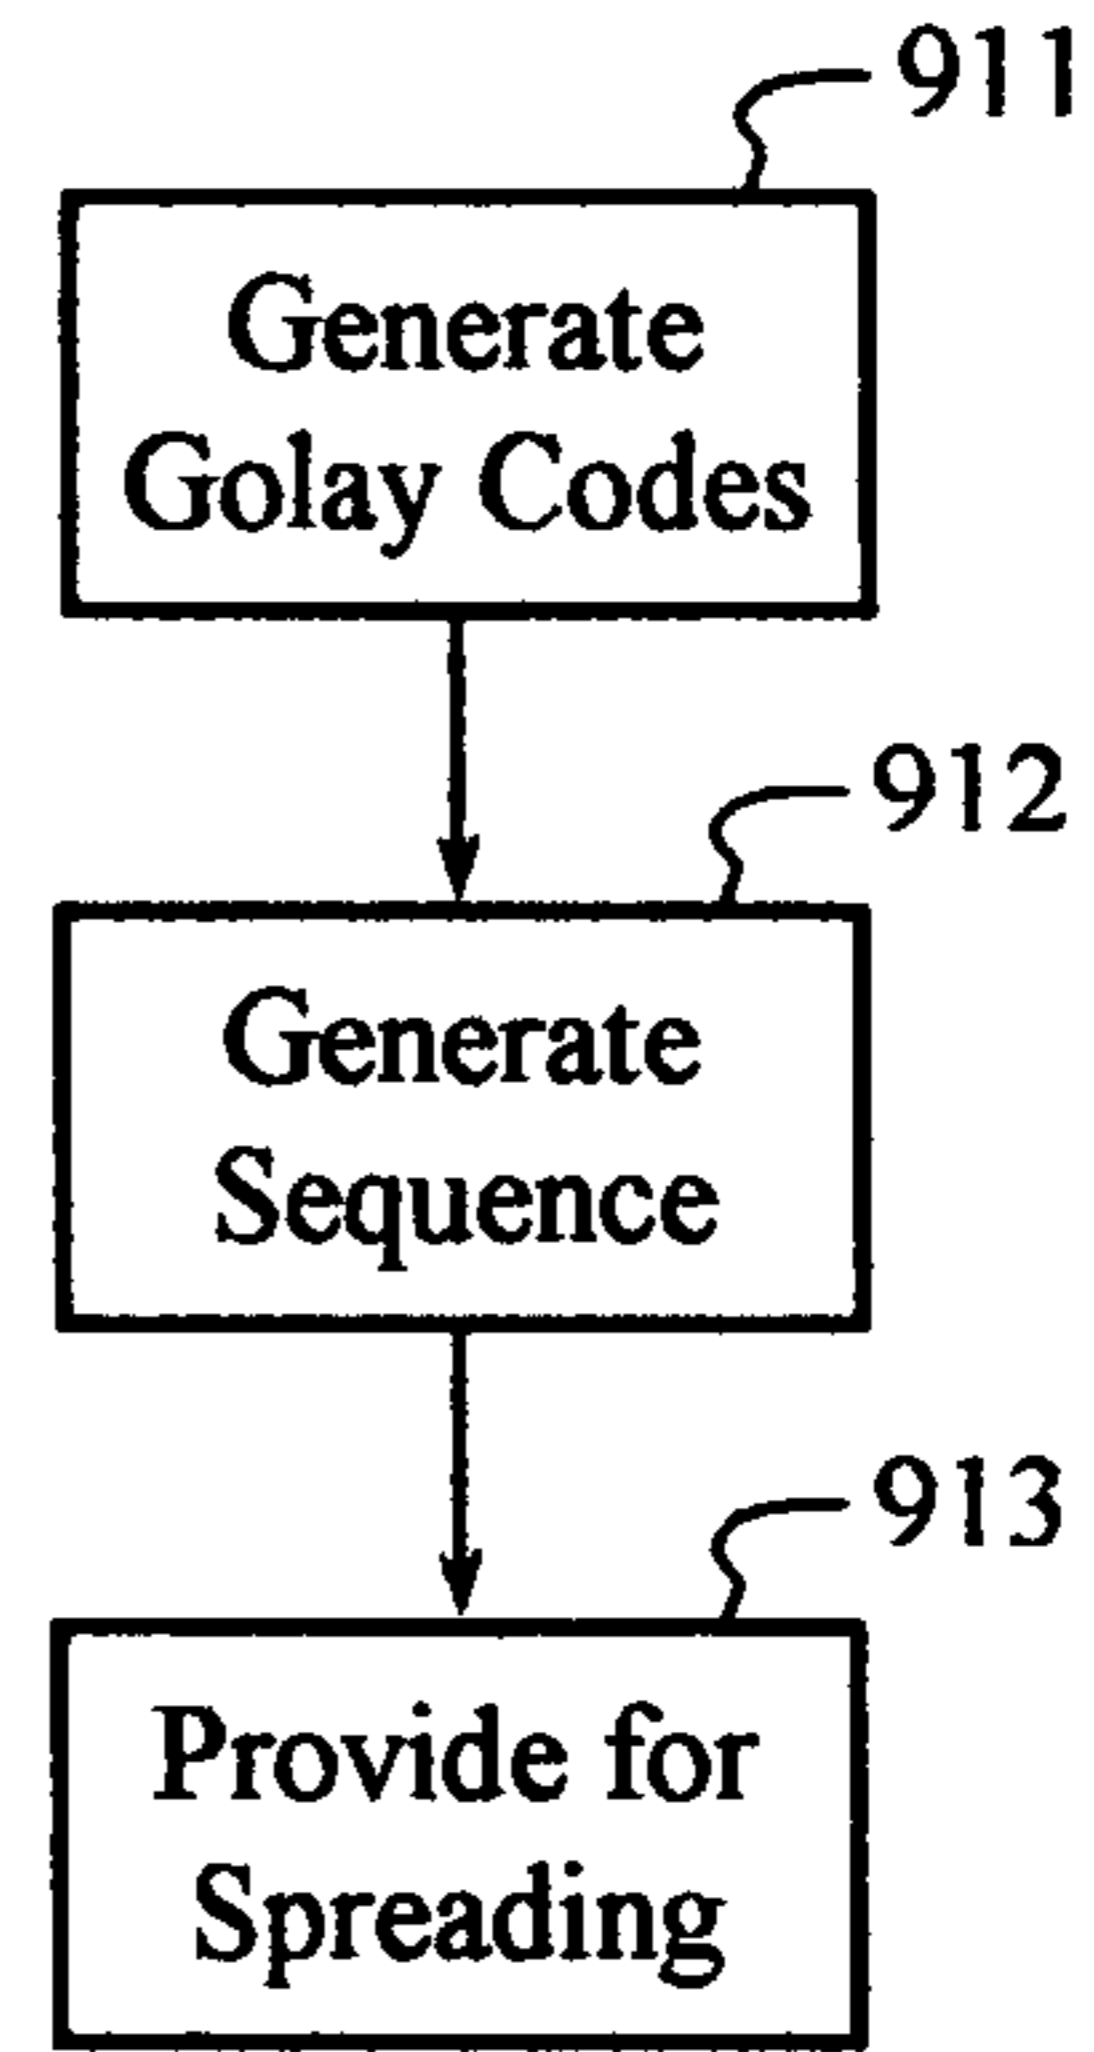 911
Generate
Golay Codes
912
Generate
Sequence
913
Provide for
Spreading